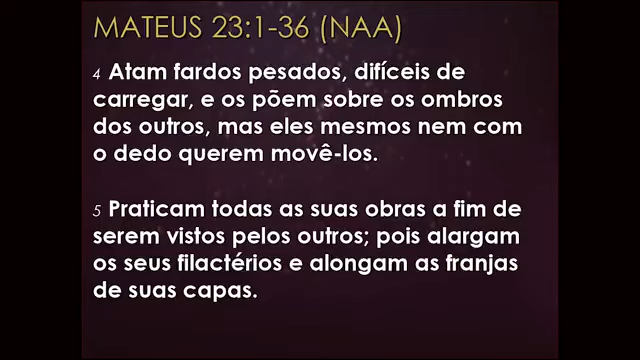 MATEUS 23:1-36 (NAA)
4 Atam fardos pesados, difíceis de
carregar, e os põem sobre os ombros
dos outros, mas eles mesmos nem com
o dedo querem movê-los.
5 Praticam todas as suas obras a fim de
serem vistos pelos outros; pois alargam
os seus filactérios e alongam as franjas
de suas capas.